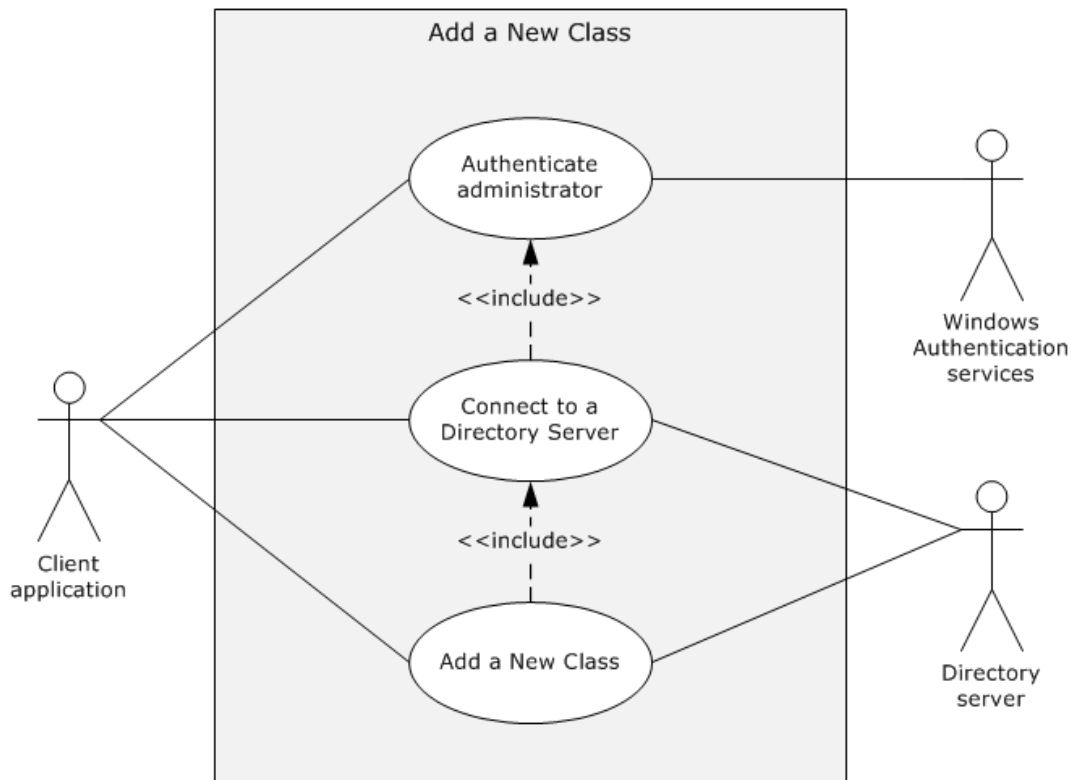 Add a New Class
Authenticate
administrator
<<include>>
Windows
Authentication
services
Connect to a
Directory Server
Client
application
<<include>>
Add a New Class
Directory
server